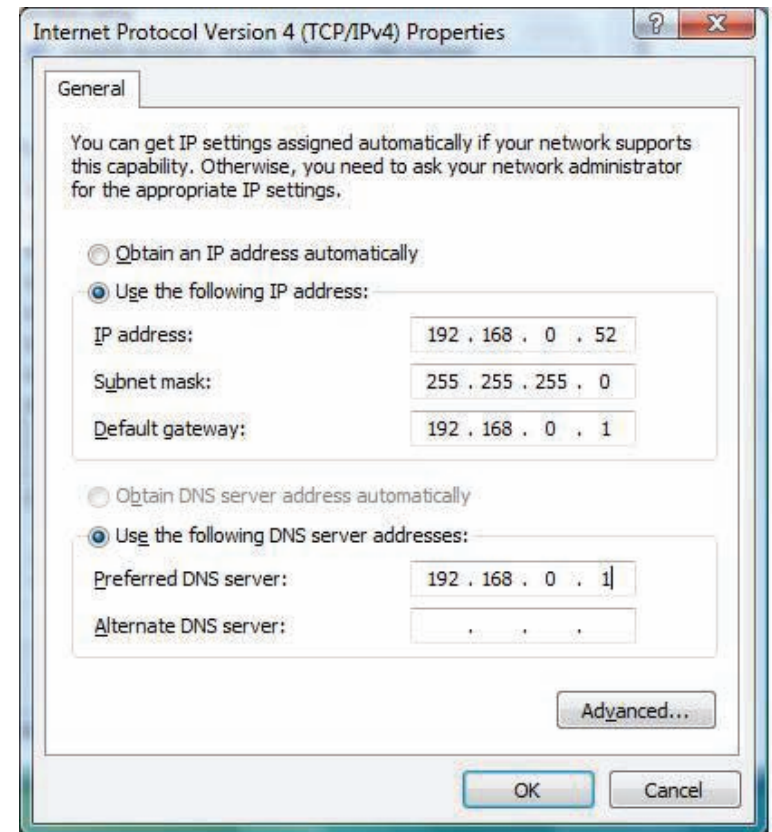 Internet Protocol Version 4 (TCP/IPv4) Properties
General
You can get IP settings assigned automatically if your network supports
this capability. Otherwise, you need to ask your network administrator
for the appropriate IP settings.
Obtain an IP address automatically
Use the following IP address:
IP address: 192 . 168 . 0 . 52
Subnet mask: 255 . 255 . 255 . 0
Default gateway: 192 . 168 . 0 . 1
Obtain DNS server address automatically
Use the following DNS server addresses:
Preferred DNS server: 192 . 168 . 0 . 1
Alternate DNS server: . . .
Advanced...
OK Cancel